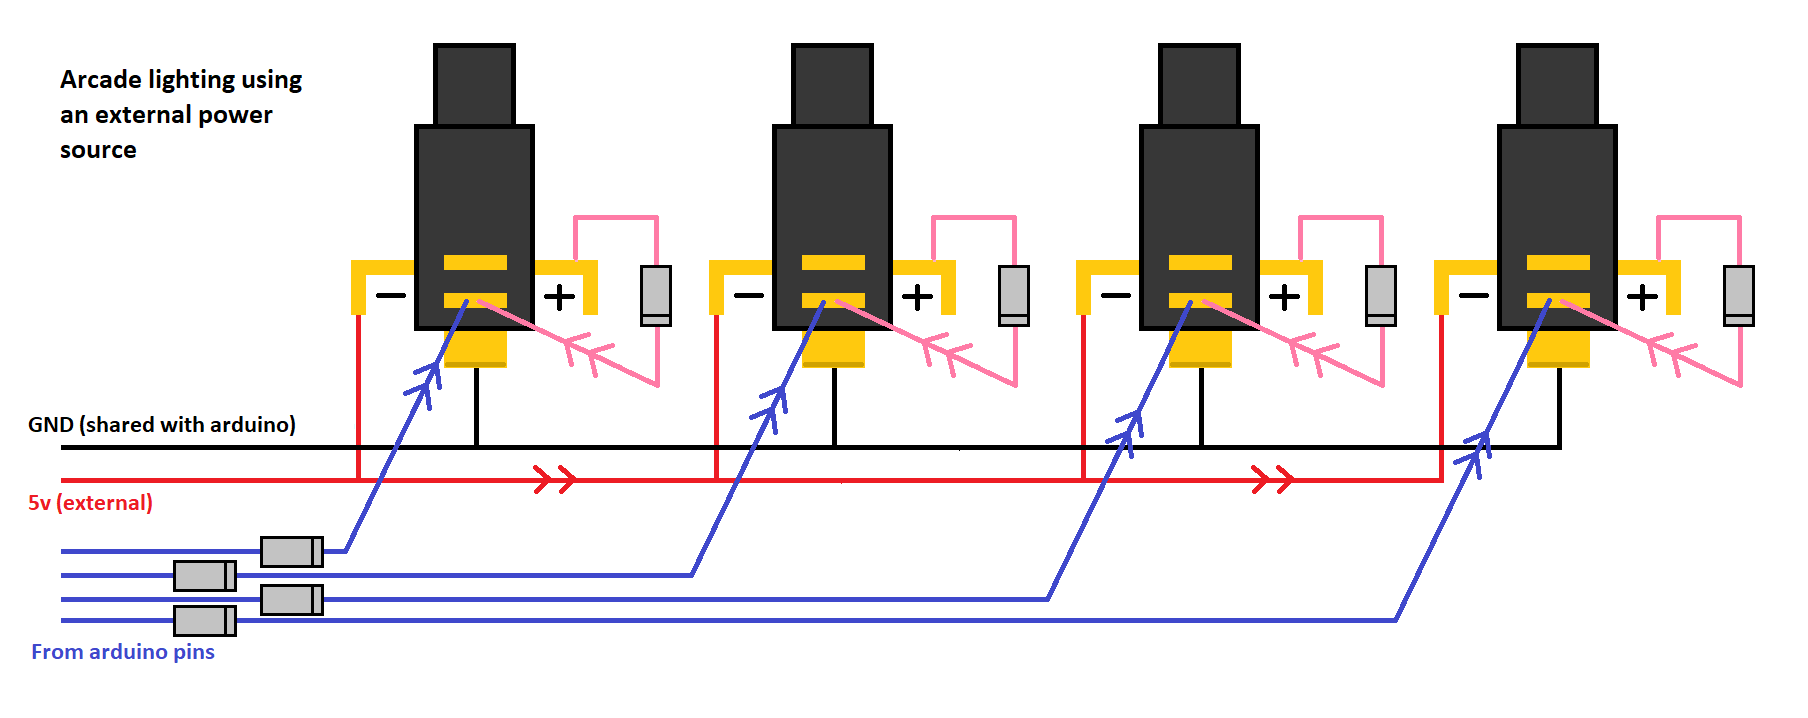 Arcade lighting using
an external power
source
− +
− +
− +
− +
GND (shared with arduino)
5v (external)
From arduino pins